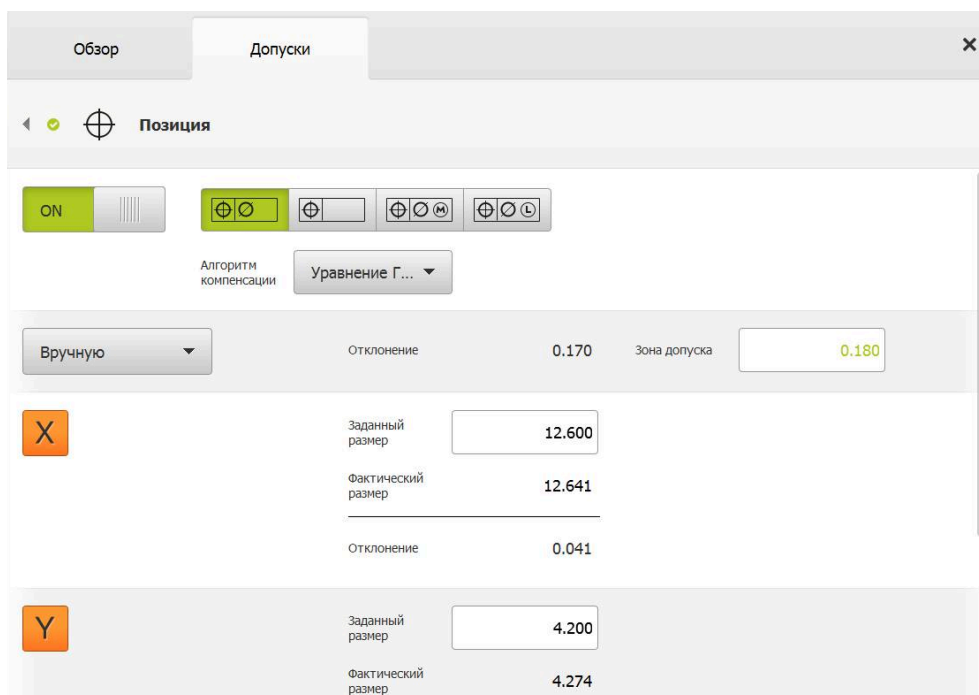 Обзор
Допуски
Позиция
ON
M
L
Алгоритм
компенсации
Уравнение Г...
Вручную
Отклонение
0.170
Зона допуска
0.180
X
Заданный
размер
12.600
Фактический
размер
12.641
Отклонение
0.041
Y
Заданный
размер
4.200
Фактический
размер
4.274